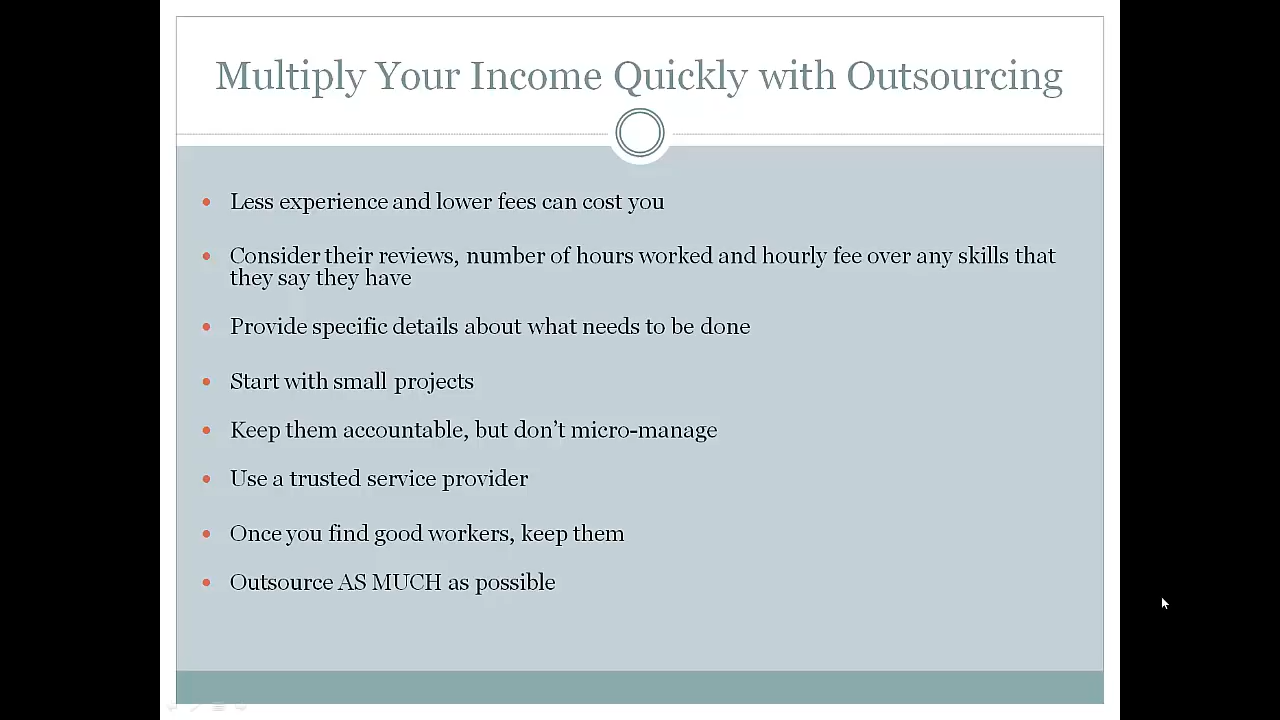 Multiply Your Income Quickly with Outsourcing
Less experience and lower fees can cost you
Consider their reviews, number of hours worked and hourly fee over any skills that
they say they have
Provide specific details about what needs to be done
Start with small projects
Keep them accountable, but don’t micro-manage
Use a trusted service provider
Once you find good workers, keep them
Outsource AS MUCH as possible